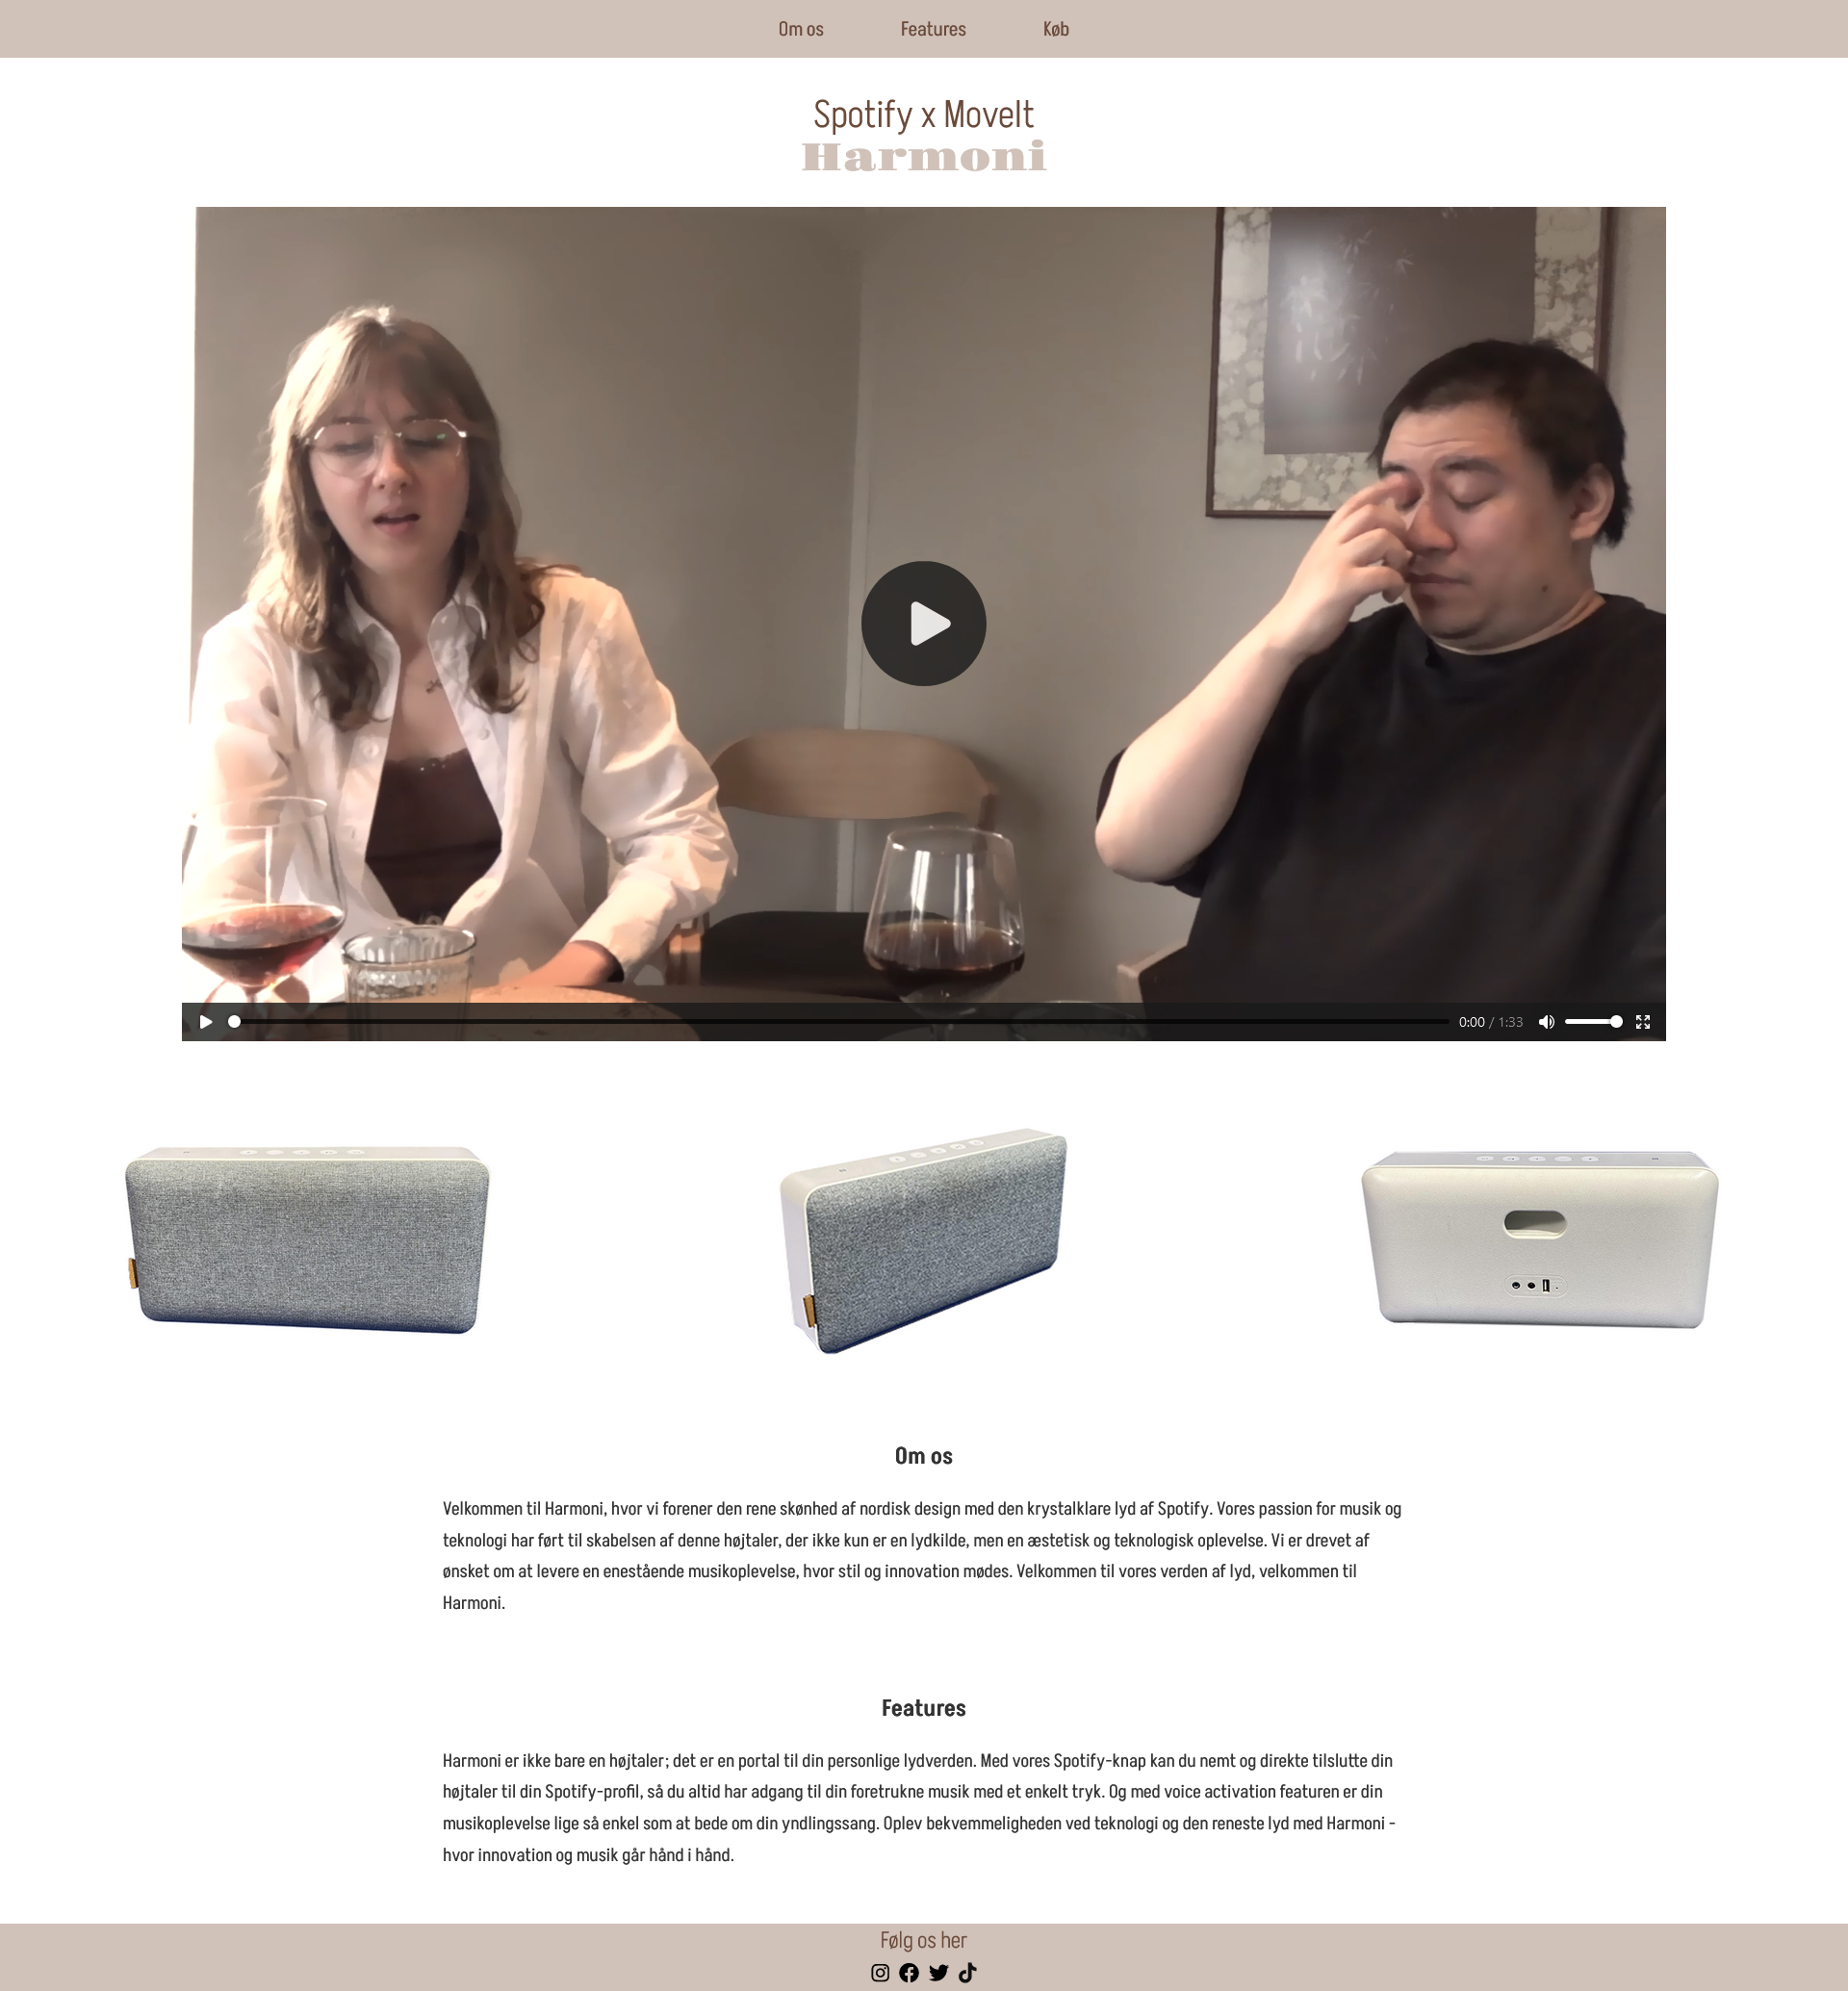 Om os Features Køb
Spotify x MoveIt
Harmoni
0:00 / 1:33
Om os
Velkommen til Harmoni, hvor vi forener den rene skønhed af nordisk design med den krystalklare lyd af Spotify. Vores passion for musik og
teknologi har ført til skabelsen af denne højtaler, der ikke kun er en lydkilde, men en æstetisk og teknologisk oplevelse. Vi er drevet af
ønsket om at levere en enestående musikoplevelse, hvor stil og innovation mødes. Velkommen til vores verden af lyd, velkommen til
Harmoni.
Features
Harmoni er ikke bare en højtaler; det er en portal til din personlige lydverden. Med vores Spotify-knap kan du nemt og direkte tilslutte din
højtaler til din Spotify-profil, så du altid har adgang til din foretrukne musik med et enkelt tryk. Og med voice activation featuren er din
musikoplevelse lige så enkel som at bede om din yndlingssang. Oplev bekvemmeligheden ved teknologi og den reneste lyd med Harmoni -
hvor innovation og musik går hånd i hånd.
Følg os her